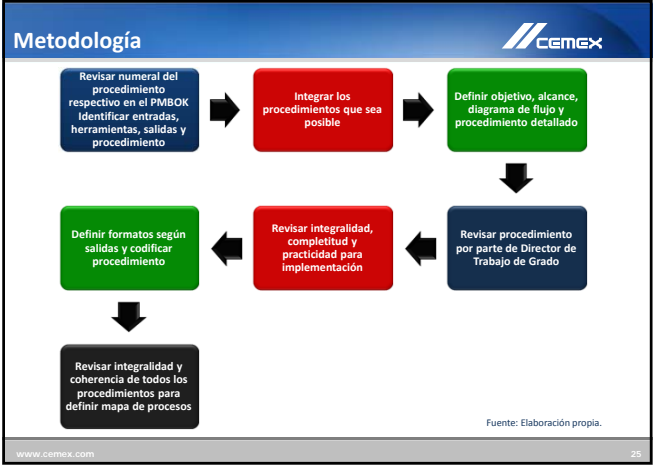 Metodología
CEMEX
Revisar numeral del
procedimiento
respectivo en el PMBOK
Identificar entradas,
herramientas, salidas y
procedimiento
Integrar los
procedimientos que sea
posible
Definir objetivo, alcance,
diagrama de flujo y
procedimiento detallado
Revisar procedimiento
por parte de Director de
Trabajo de Grado
Revisar integralidad,
completitud y
practicidad para
implementación
Definir formatos según
salidas y codificar
procedimiento
Revisar integralidad y
coherencia de todos los
procedimientos para
definir mapa de procesos
Fuente: Elaboración propia.
www.cemex.com
25